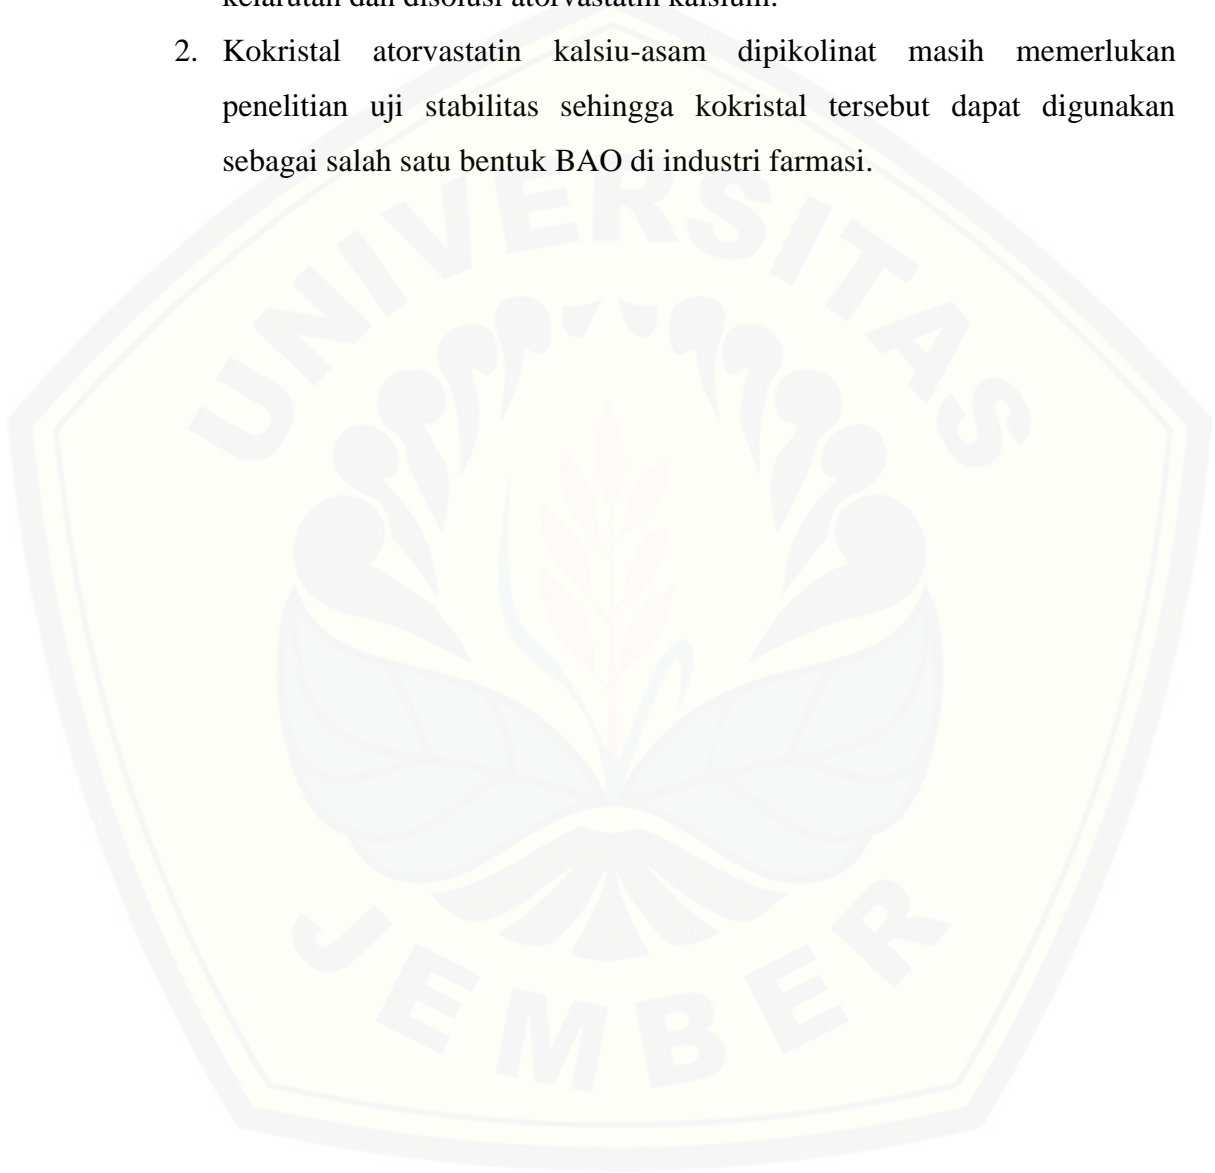 kelarutan dan disolusi atorvastatin kalsium.
2. Kokristal atorvastatin kalsiu-asam dipikolinat masih memerlukan
penelitian uji stabilitas sehingga kokristal tersebut dapat digunakan
sebagai salah satu bentuk BAO di industri farmasi.
UNIVERSITAS
JEMBER